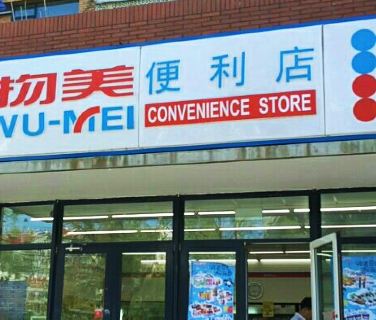 物美 便利店
WU-MEI CONVENIENCE STORE